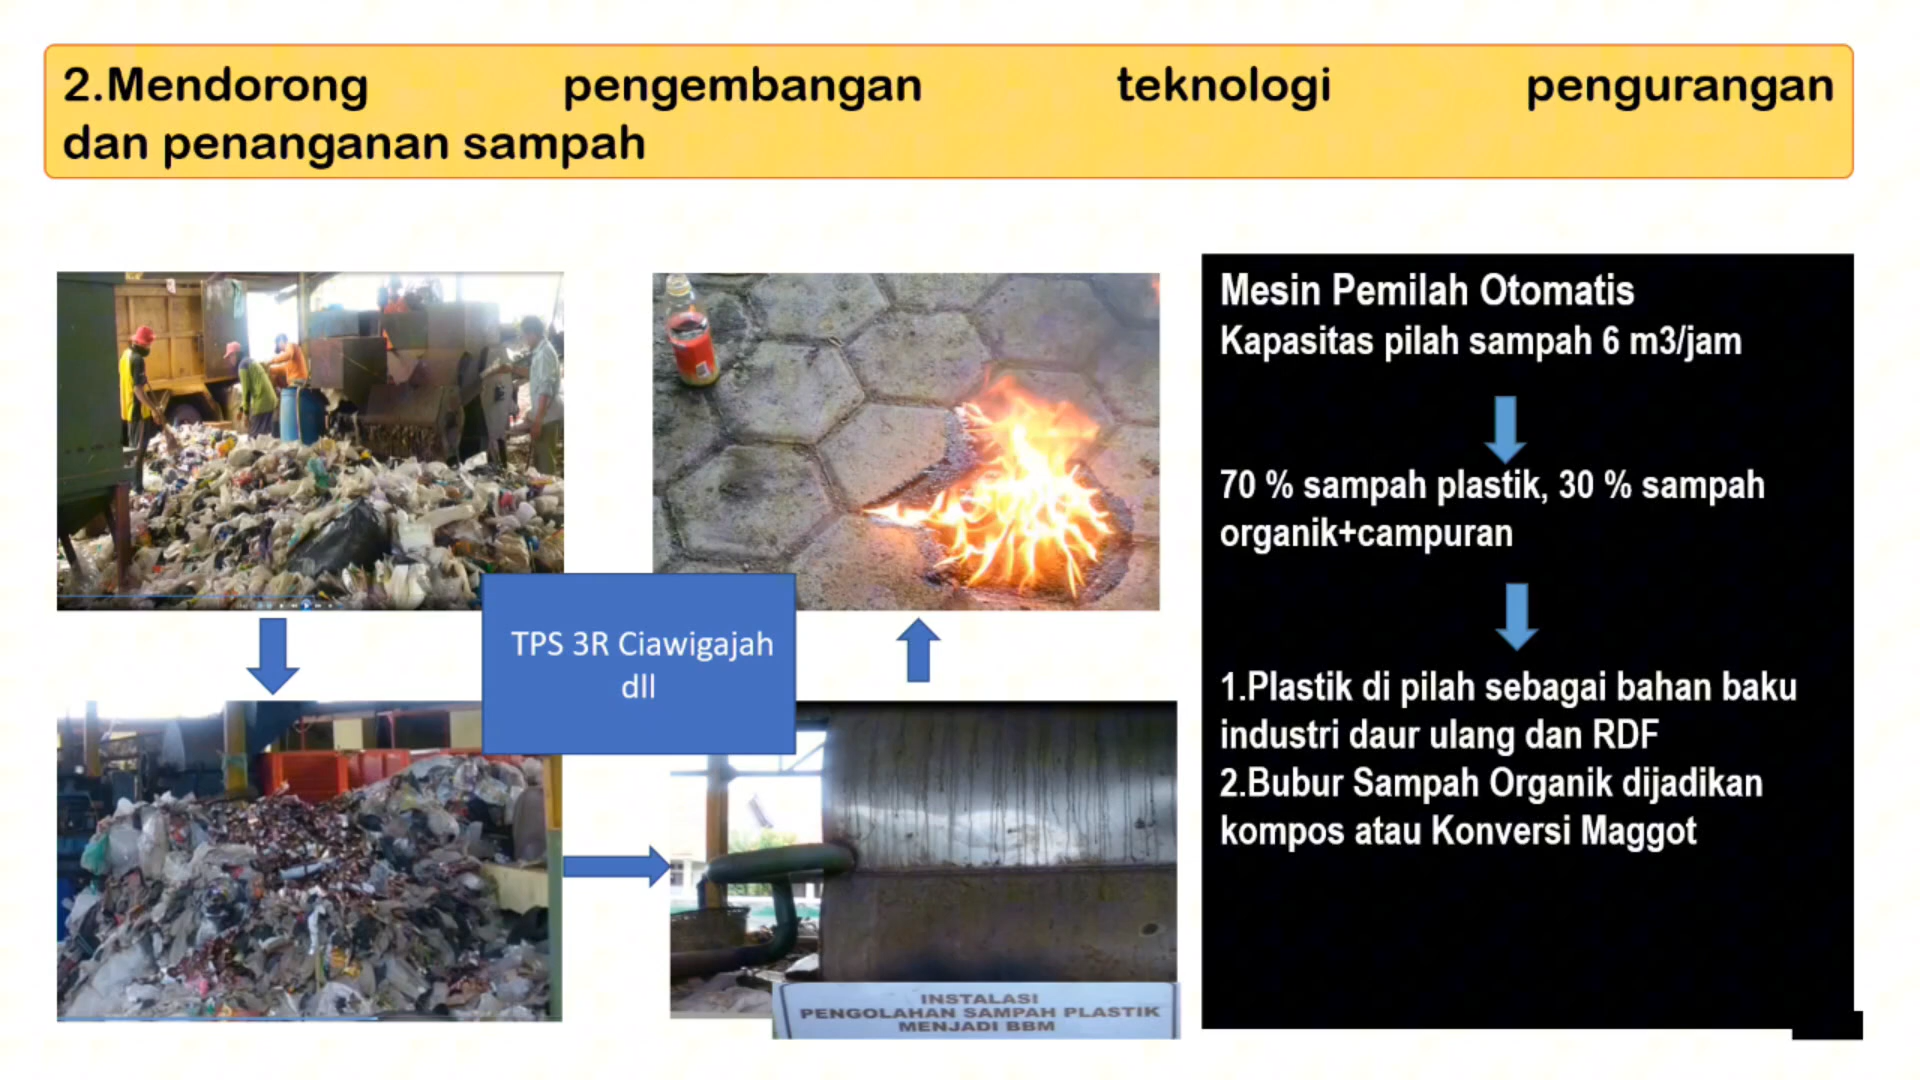 2.Mendorong pengembangan teknologi pengurangan
dan penanganan sampah
TPS 3R Ciawigajah
dll
INSTALASI
PENGOLAHAN SAMPAH PLASTIK
MENJADI BBM
Mesin Pemilah Otomatis
Kapasitas pilah sampah 6 m3/jam
70 % sampah plastik, 30 % sampah
organik+campuran
1.Plastik di pilah sebagai bahan baku
industri daur ulang dan RDF
2.Bubur Sampah Organik dijadikan
kompos atau Konversi Maggot